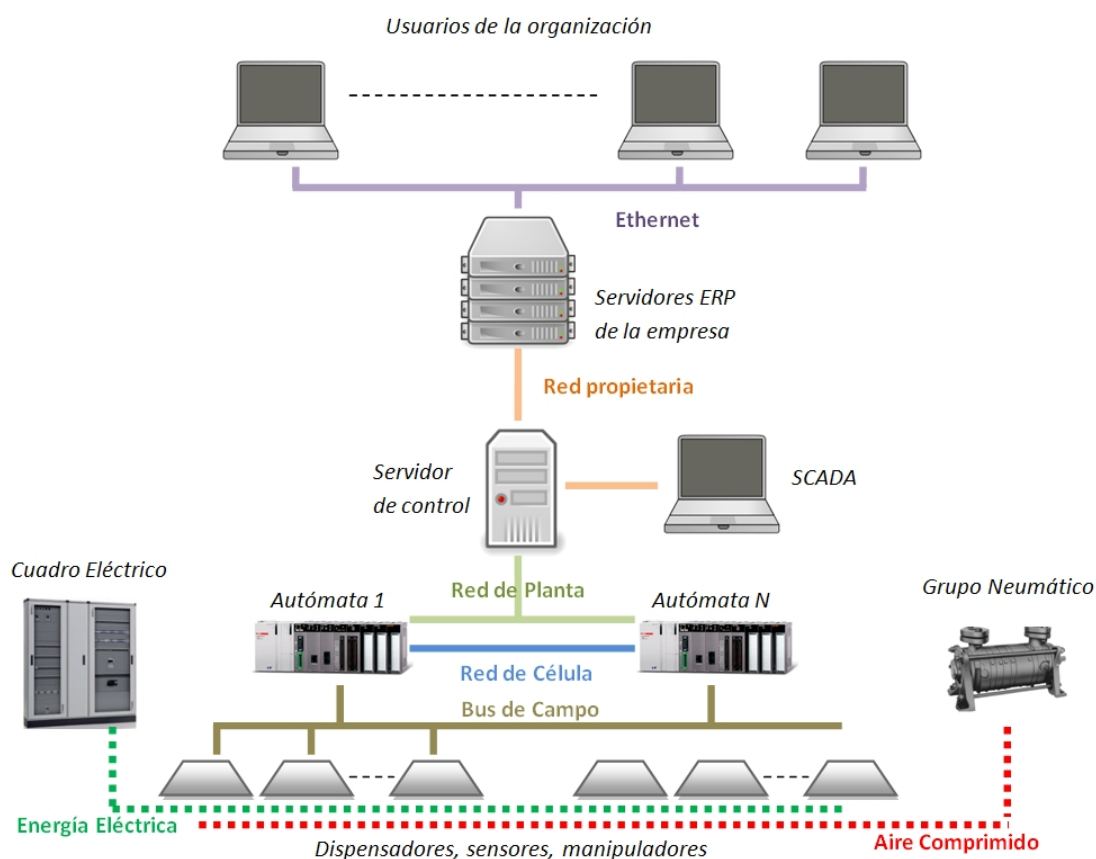 Usuarios de la organización
Ethernet
Servidores ERP
de la empresa
Red propietaria
Servidor
de control
SCADA
Cuadro Eléctrico
Red de Planta
Grupo Neumático
Autómata 1
Autómata N
Red de Célula
Bus de Campo
Energía Eléctrica
Aire Comprimido
Dispensadores, sensores, manipuladores